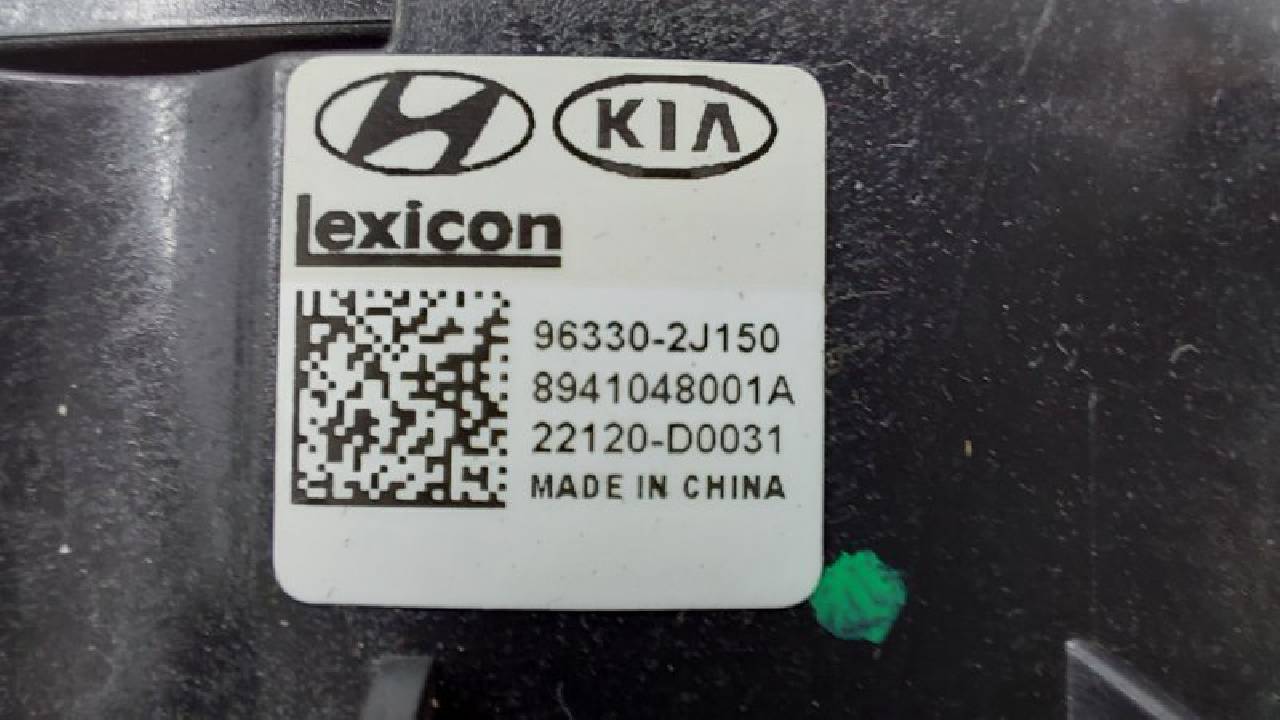 KIA
Lexicon
96330-2J150
8941048001A
22120-D0031
MADE IN CHINA